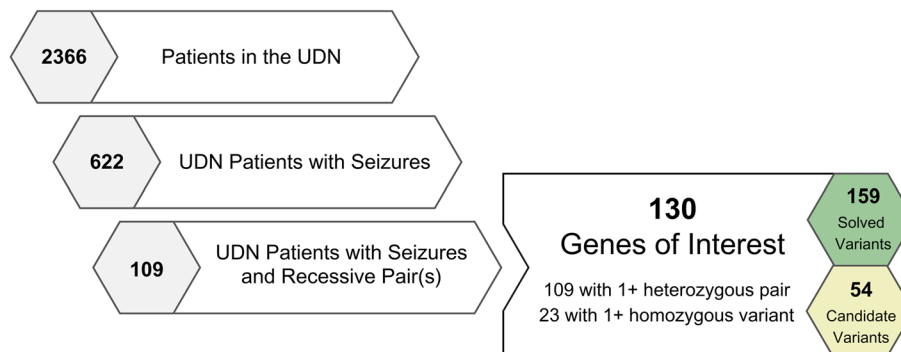 2366
Patients in the UDN
622
UDN Patients with Seizures
109
UDN Patients with Seizures
and Recessive Pair(s)
130
Genes of Interest
109 with 1+ heterozygous pair
23 with 1+ homozygous variant
159
Solved
Variants
54
Candidate
Variants